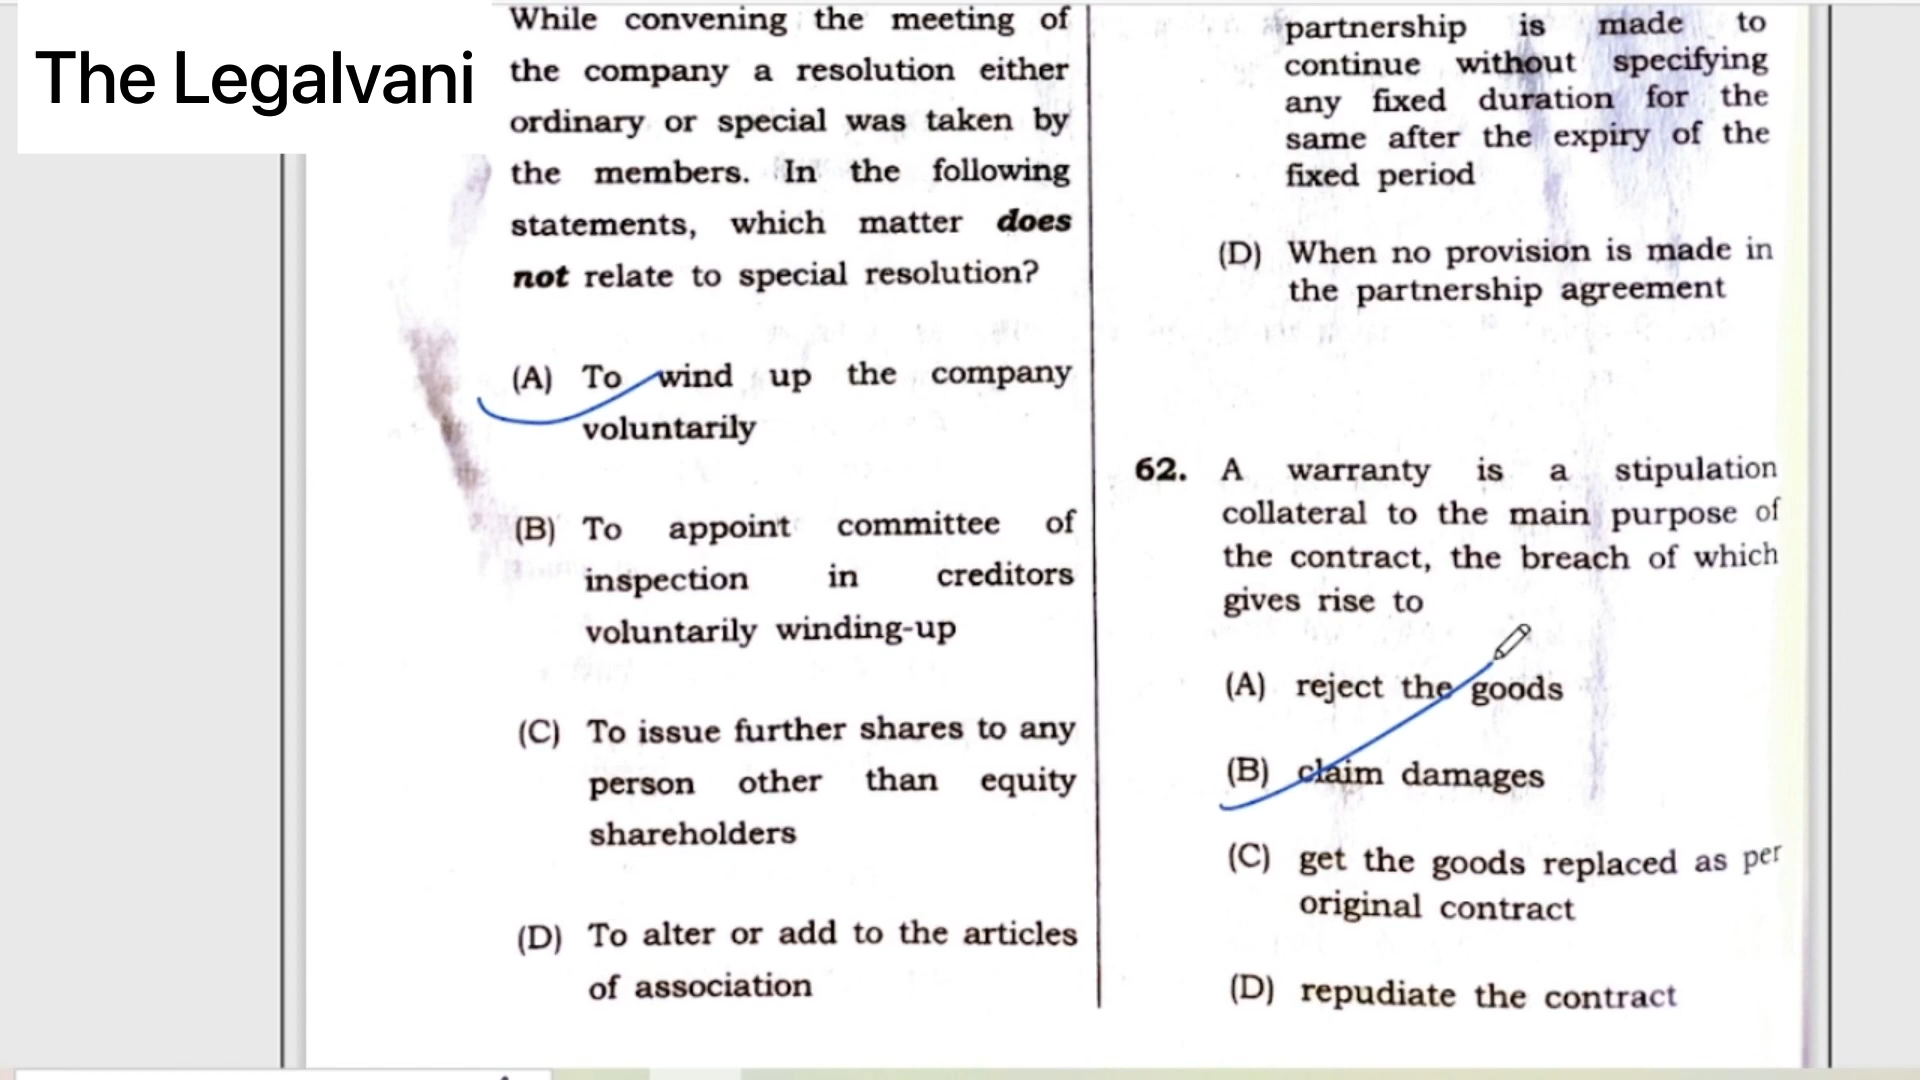 The Legalvani
While convening the meeting of
the company a resolution either
ordinary or special was taken by
the members. In the following
statements, which matter does
not relate to special resolution?
(A) To wind up the company
voluntarily
(B) To appoint committee of
inspection in creditors
voluntarily winding-up
(C) To issue further shares to any
person other than equity
shareholders
(D) To alter or add to the articles
of association
partnership is made to
continue without specifying
any fixed duration for the
same after the expiry of the
fixed period
(D) When no provision is made in
the partnership agreement
62. A warranty is a stipulation
collateral to the main purpose of
the contract, the breach of which
gives rise to
(A) reject the goods
(B) claim damages
(C) get the goods replaced as per
original contract
(D) repudiate the contract